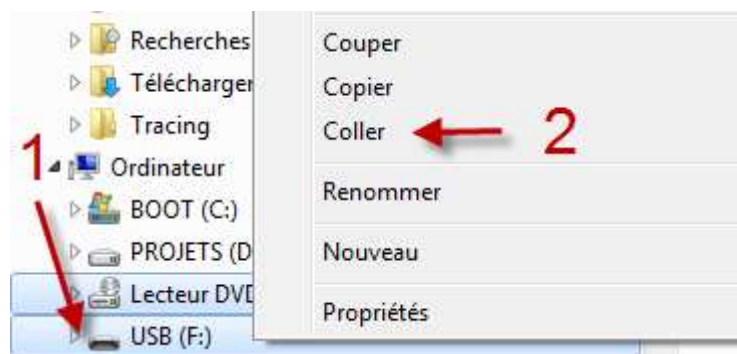 Recherches
Télécharger
Tracing
1
Ordinateur
BOOT (C:)
PROJETS (D
Lecteur DVD
USB (F:)
Couper
Copier
Coller
2
Renommer
Nouveau
Propriétés